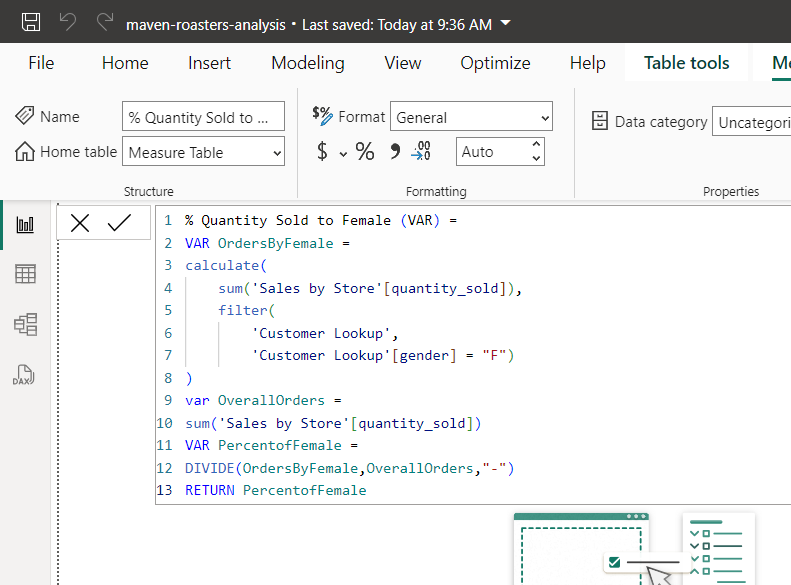 maven-roasters-analysis • Last saved: Today at 9:36 AM
File Home Insert Modeling View Optimize Help Table tools
Name % Quantity Sold to ... $% Format General Data category Uncategori
Home table Measure Table $ % , .00 Auto
Structure Formatting Properties
1 % Quantity Sold to Female (VAR) =
2 VAR OrdersByFemale =
3 calculate(
4 sum('Sales by Store'[quantity_sold]),
5 filter(
6 'Customer Lookup',
7 'Customer Lookup'[gender] = "F")
8 )
9 var OverallOrders =
10 sum('Sales by Store'[quantity_sold])
11 VAR PercentofFemale =
12 DIVIDE(OrdersByFemale,OverallOrders,"-")
13 RETURN PercentofFemale
DAX